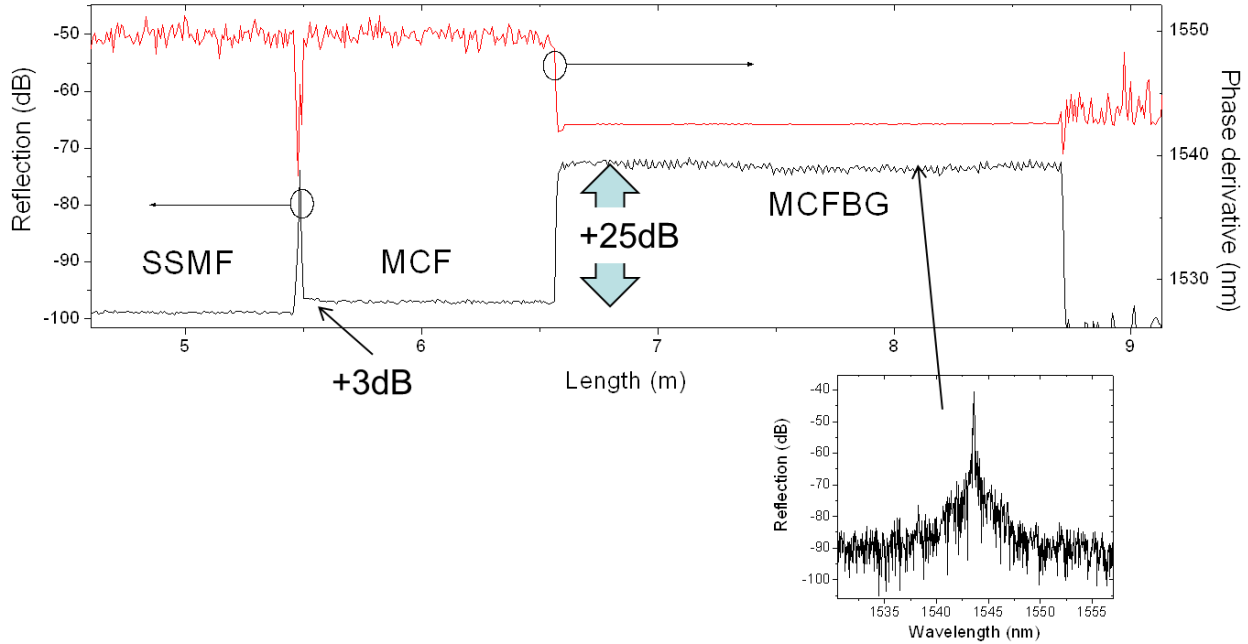 Reflection (dB)
-50
-60
-70
-80
-90
-100
1550
1540
1530
Phase derivative (nm)
SSMF
MCF
MCFBG
+25dB
+3dB
5
6
7
8
9
Length (m)
Reflection (dB)
-35
-45
-50
-60
-70
-80
-90
-100
1535
1540
1545
1550
1555
Wavelength (nm)